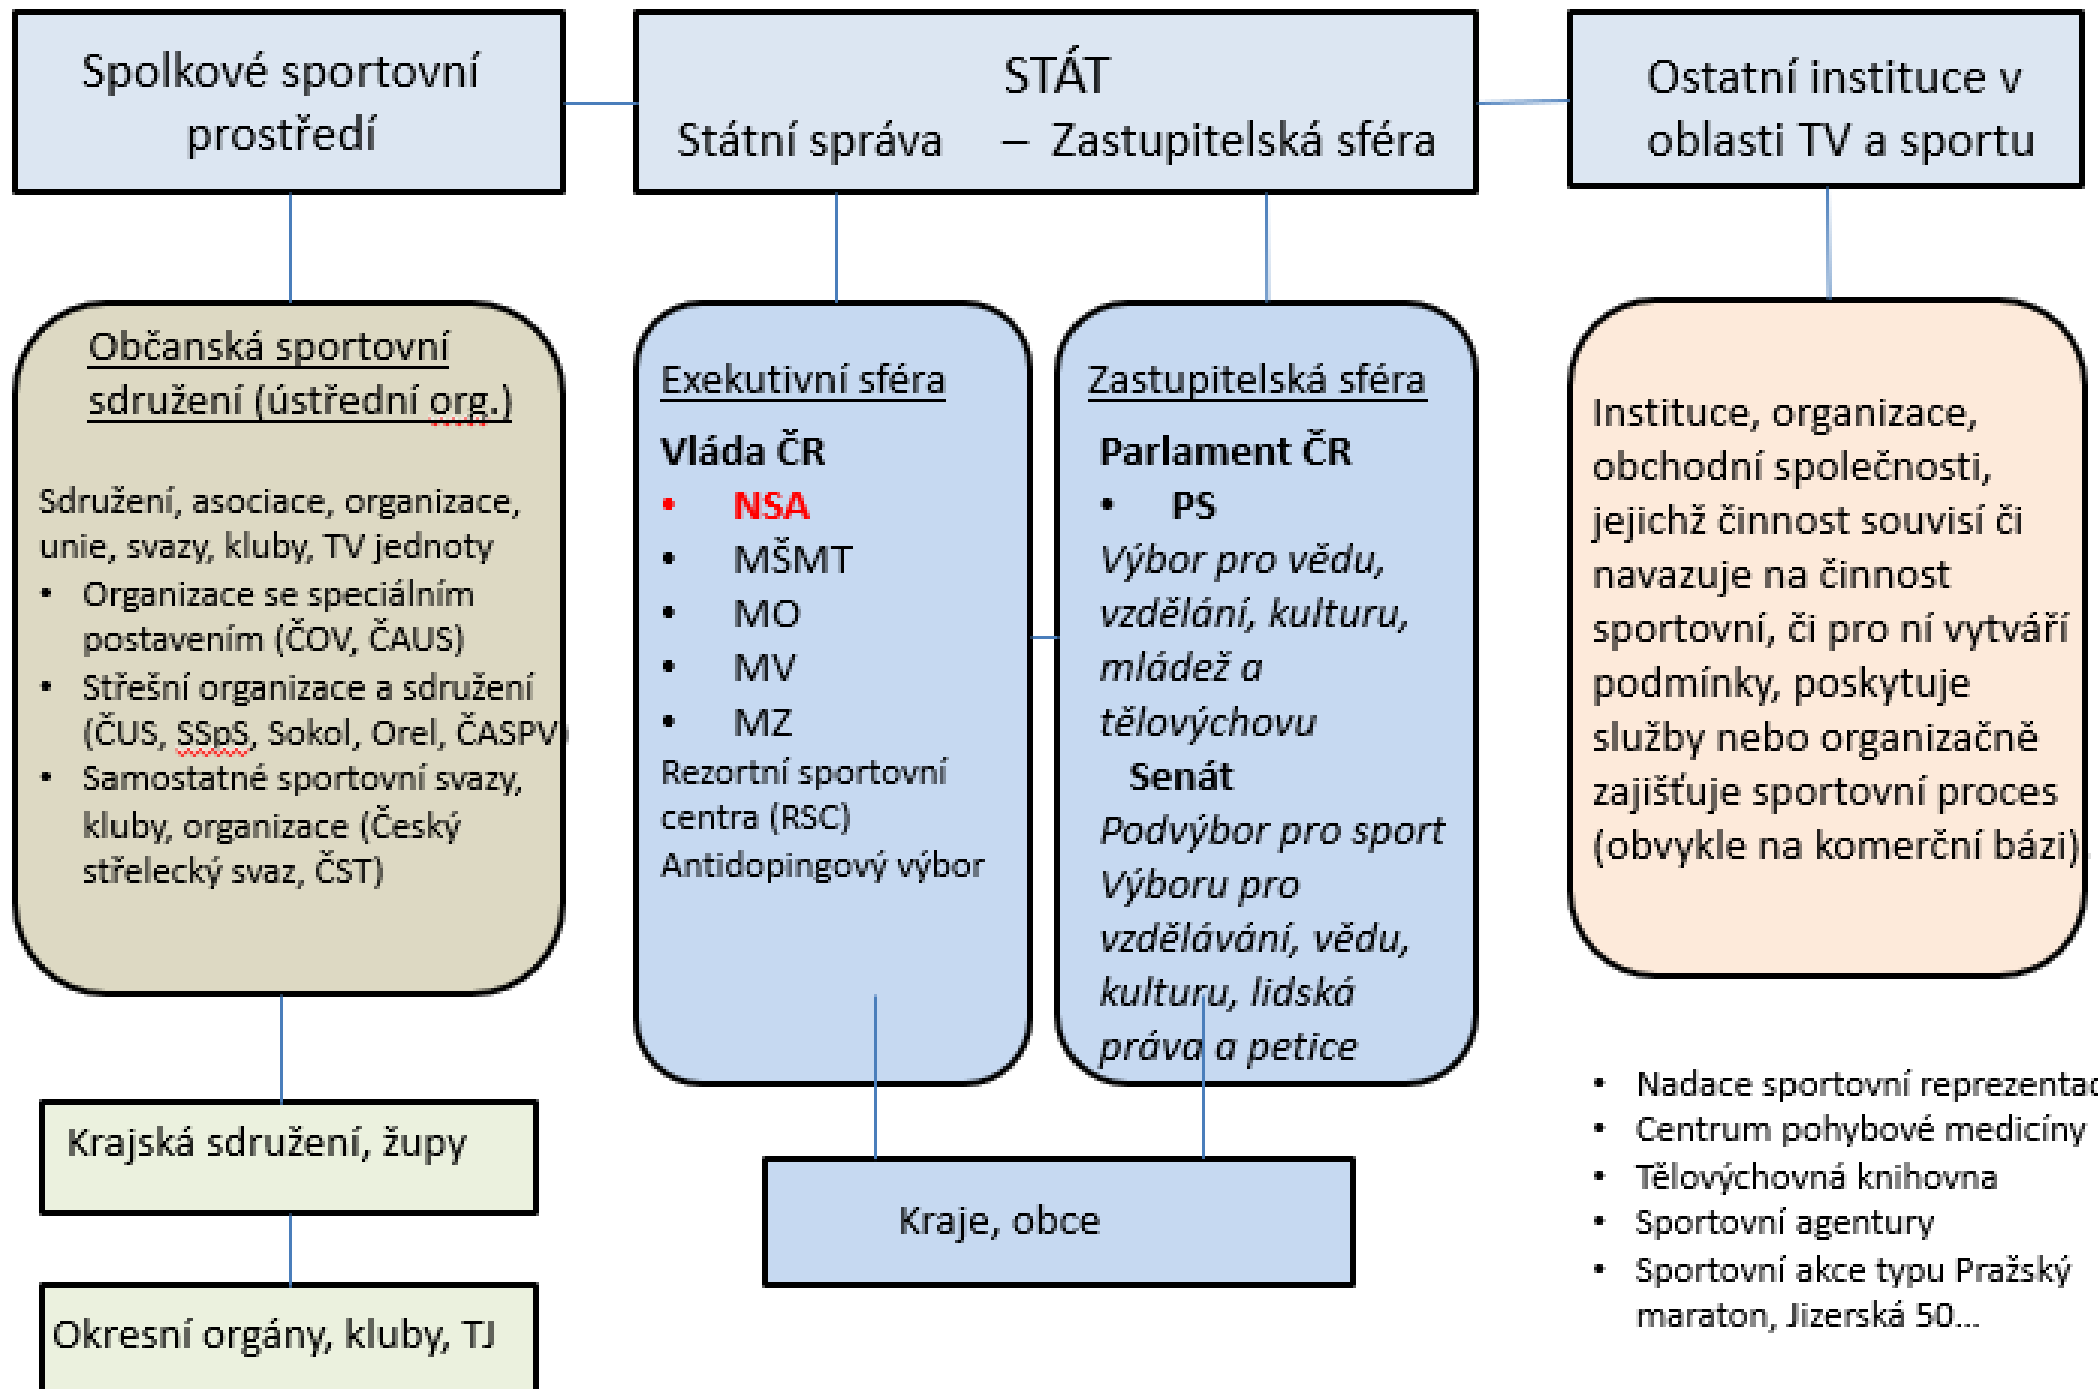 Spolkové sportovní
prostředí
STÁT
Státní správa – Zastupitelská sféra
Ostatní instituce v
oblasti TV a sportu
Občanská sportovní
sdružení (ústřední org.)
Sdružení, asociace, organizace,
unie, svazy, kluby, TV jednoty
• Organizace se speciálním
postavením (ČOV, ČAUS)
• Střešní organizace a sdružení
(ČUS, SSpS, Sokol, Orel, ČASPV)
• Samostatné sportovní svazy,
kluby, organizace (Český
střelecký svaz, ČST)
Krajská sdružení, župy
Okresní orgány, kluby, TJ
Exekutivní sféra
Vláda ČR
• NSA
• MŠMT
• MO
• MV
• MZ
Rezortní sportovní
centra (RSC)
Antidopingový výbor
Zastupitelská sféra
Parlament ČR
• PS
Výbor pro vědu,
vzdělání, kulturu,
mládež a
tělovýchovu
Senát
Podvýbor pro sport
Výboru pro
vzdělávání, vědu,
kulturu, lidská
práva a petice
Kraje, obce
Instituce, organizace,
obchodní společnosti,
jejichž činnost souvisí či
navazuje na činnost
sportovní, či pro ní vytváří
podmínky, poskytuje
služby nebo organizačně
zajišťuje sportovní proces
(obvykle na komerční bázi)
• Nadace sportovní reprezentac
• Centrum pohybové medicíny
• Tělovýchovná knihovna
• Sportovní agentury
• Sportovní akce typu Pražský
maraton, Jizerská 50...